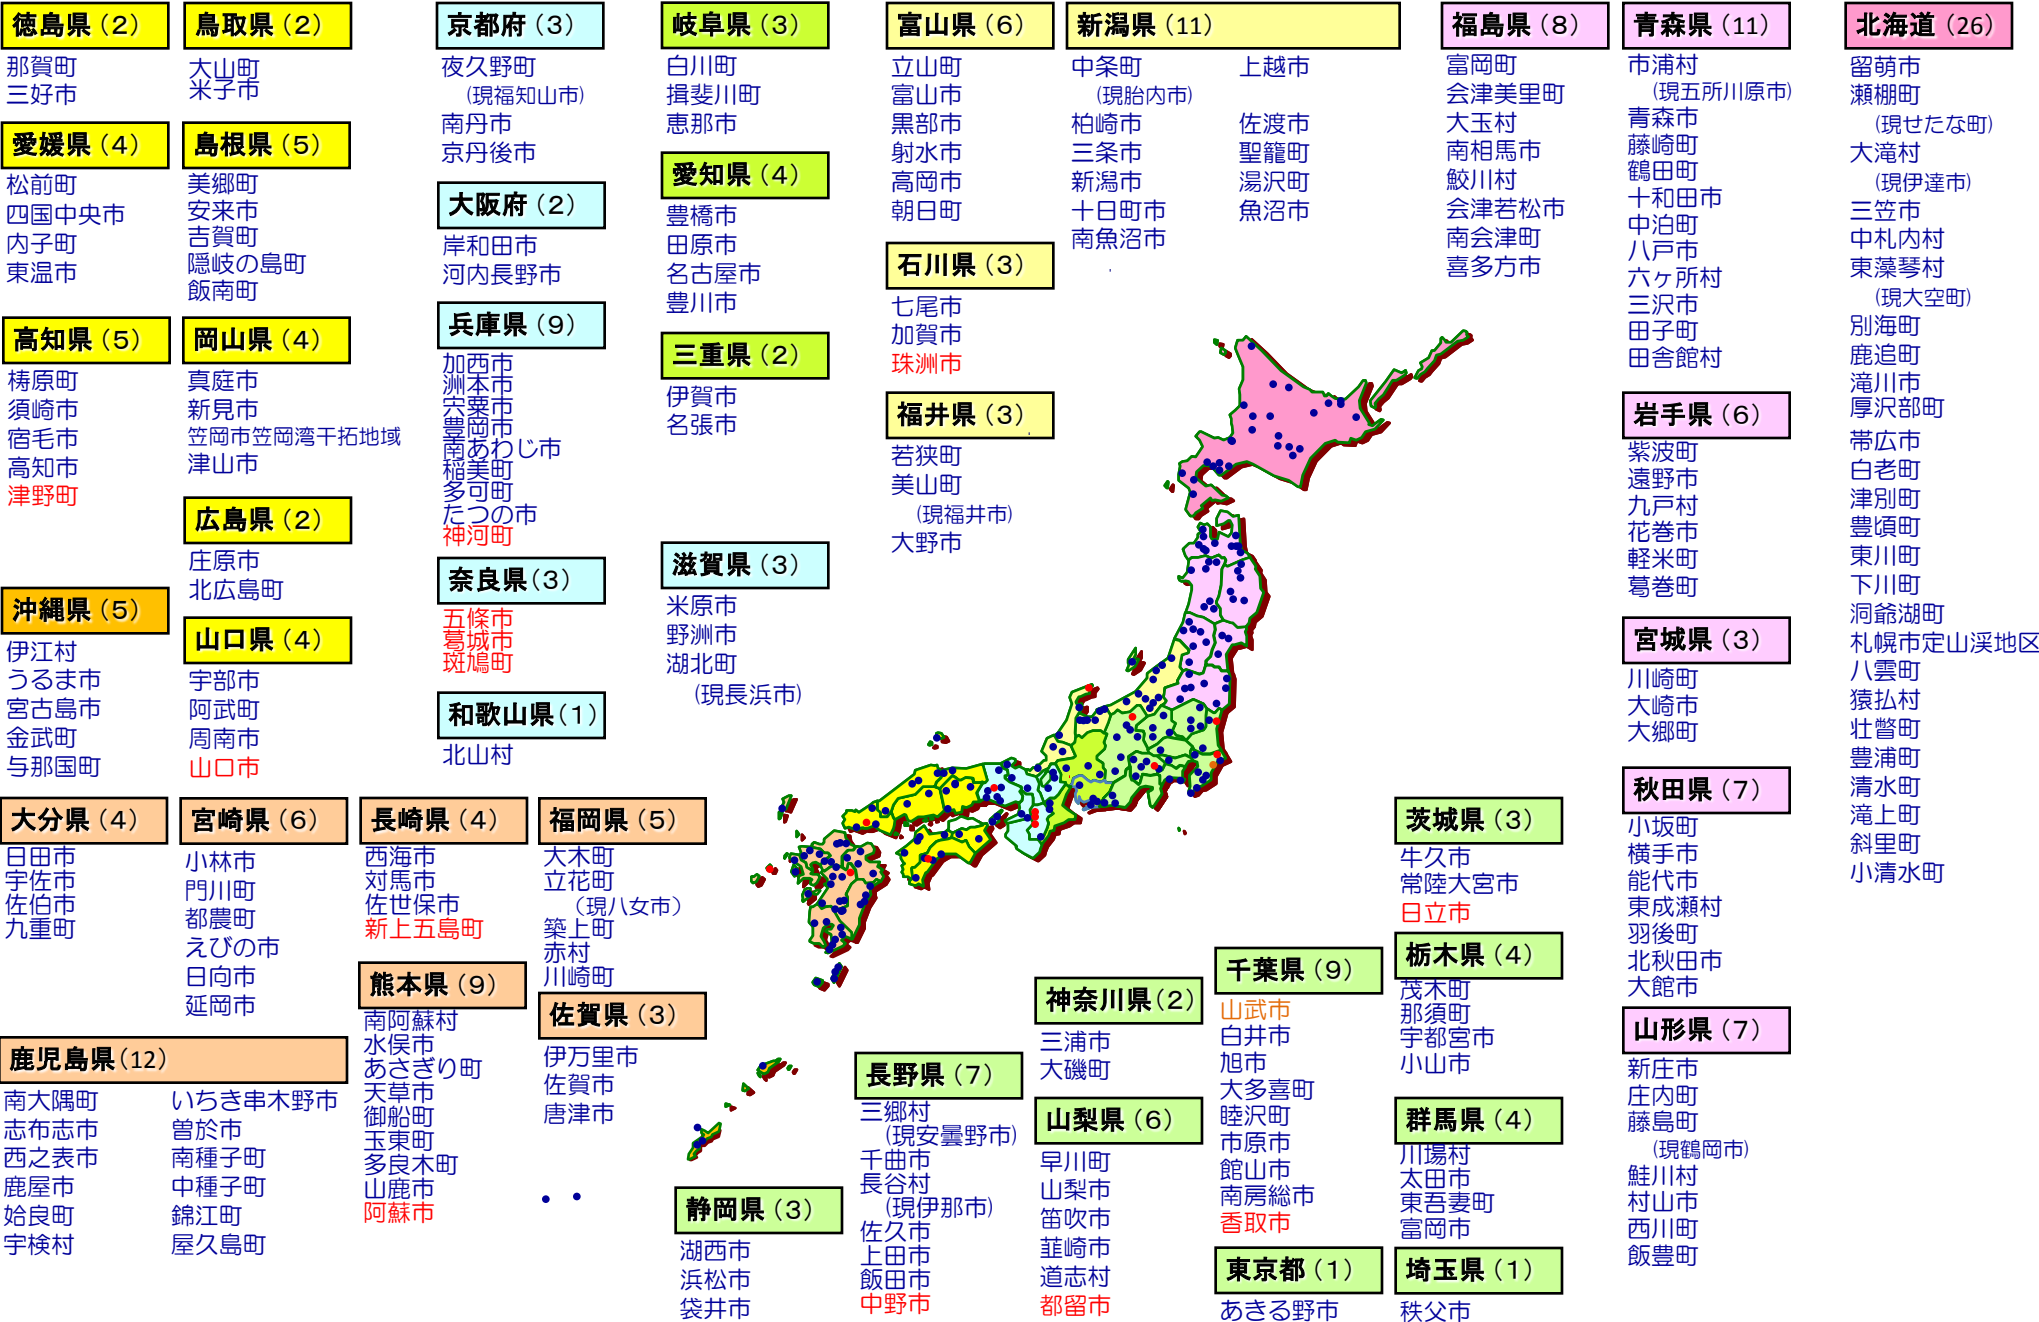 徳島県（２）
那賀町
三好市
愛媛県（４）
松前町
四国中央市
内子町
東温市
高知県（５）
梼原町
須崎市
宿毛市
高知市
津野町
沖縄県（５）
伊江村
うるま市
宮古島市
金武町
与那国町
鳥取県（２）
大山町
米子市
島根県（５）
美郷町
安来市
吉賀町
隠岐の島町
飯南町
岡山県（４）
真庭市
新見市
笠岡市笠岡湾干拓地域
津山市
広島県（２）
庄原市
北広島町
山口県（４）
宇部市
阿武町
周南市
山口市
京都府（３）
夜久野町
（現福知山市）
南丹市
京丹後市
大阪府（２）
岸和田市
河内長野市
兵庫県（９）
加西市
洲本市
宍粟市
豊岡市
南あわじ市
稲美町
多可町
たつの市
神河町
奈良県（３）
五條市
葛城市
斑鳩町
和歌山県（１）
北山村
岐阜県（３）
白川町
揖斐川町
恵那市
愛知県（４）
豊橋市
田原市
名古屋市
豊川市
三重県（２）
伊賀市
名張市
滋賀県（３）
米原市
野洲市
湖北町
（現長浜市）
富山県（６）
立山町
富山市
黒部市
射水市
高岡市
朝日町
石川県（３）
七尾市
加賀市
珠洲市
福井県（３）
若狭町
美山町
（現福井市）
大野市
新潟県（11）
中条町
（現胎内市）
柏崎市
三条市
新潟市
十日町市
南魚沼市
上越市
佐渡市
聖籠町
湯沢町
魚沼市
福島県（８）
富岡町
会津美里町
大玉村
南相馬市
鮫川村
会津若松市
南会津町
喜多方市
青森県（11）
市浦村
（現五所川原市）
青森市
藤崎町
鶴田町
十和田市
中泊町
八戸市
六ヶ所村
三沢市
田子町
田舎館村
岩手県（６）
紫波町
遠野市
九戸村
花巻市
軽米町
葛巻町
宮城県（３）
川崎町
大崎市
大郷町
秋田県（７）
小坂町
横手市
能代市
東成瀬村
羽後町
北秋田市
大館市
山形県（７）
新庄市
庄内町
藤島町
（現鶴岡市）
鮭川村
村山市
西川町
飯豊町
北海道（26）
留萌市
瀬棚町
（現せたな町）
大滝村
（現伊達市）
三笠市
中札内村
東藻琴村
（現大空町）
別海町
鹿追町
滝川市
厚沢部町
帯広市
白老町
津別町
豊頃町
東川町
下川町
洞爺湖町
札幌市定山渓地区
八雲町
猿払村
壮瞥町
豊浦町
清水町
滝上町
斜里町
小清水町
大分県（４）
日田市
宇佐市
佐伯市
九重町
宮崎県（６）
小林市
門川町
都農町
えびの市
日向市
延岡市
長崎県（４）
西海市
対馬市
佐世保市
新上五島町
福岡県（５）
大木町
立花町
（現八女市）
築上町
赤村
川崎町
熊本県（９）
南阿蘇村
水俣市
あさぎり町
天草市
御船町
玉東町
多良木町
山鹿市
阿蘇市
佐賀県（３）
伊万里市
佐賀市
唐津市
鹿児島県（12）
南大隅町
志布志市
西之表市
鹿屋市
姶良町
宇検村
いちき串木野市
曽於市
南種子町
中種子町
錦江町
屋久島町
静岡県（３）
湖西市
浜松市
袋井市
長野県（７）
三郷村
（現安曇野市）
千曲市
長谷村
（現伊那市）
佐久市
上田市
飯田市
中野市
神奈川県（２）
三浦市
大磯町
山梨県（６）
早川町
山梨市
笛吹市
韮崎市
道志村
都留市
千葉県（９）
山武市
白井市
旭市
大多喜町
睦沢町
市原市
館山市
南房総市
香取市
東京都（１）
あきる野市
茨城県（３）
牛久市
常陸大宮市
日立市
栃木県（４）
茂木町
那須町
宇都宮市
小山市
群馬県（４）
川場村
太田市
東吾妻町
富岡市
埼玉県（１）
秩父市